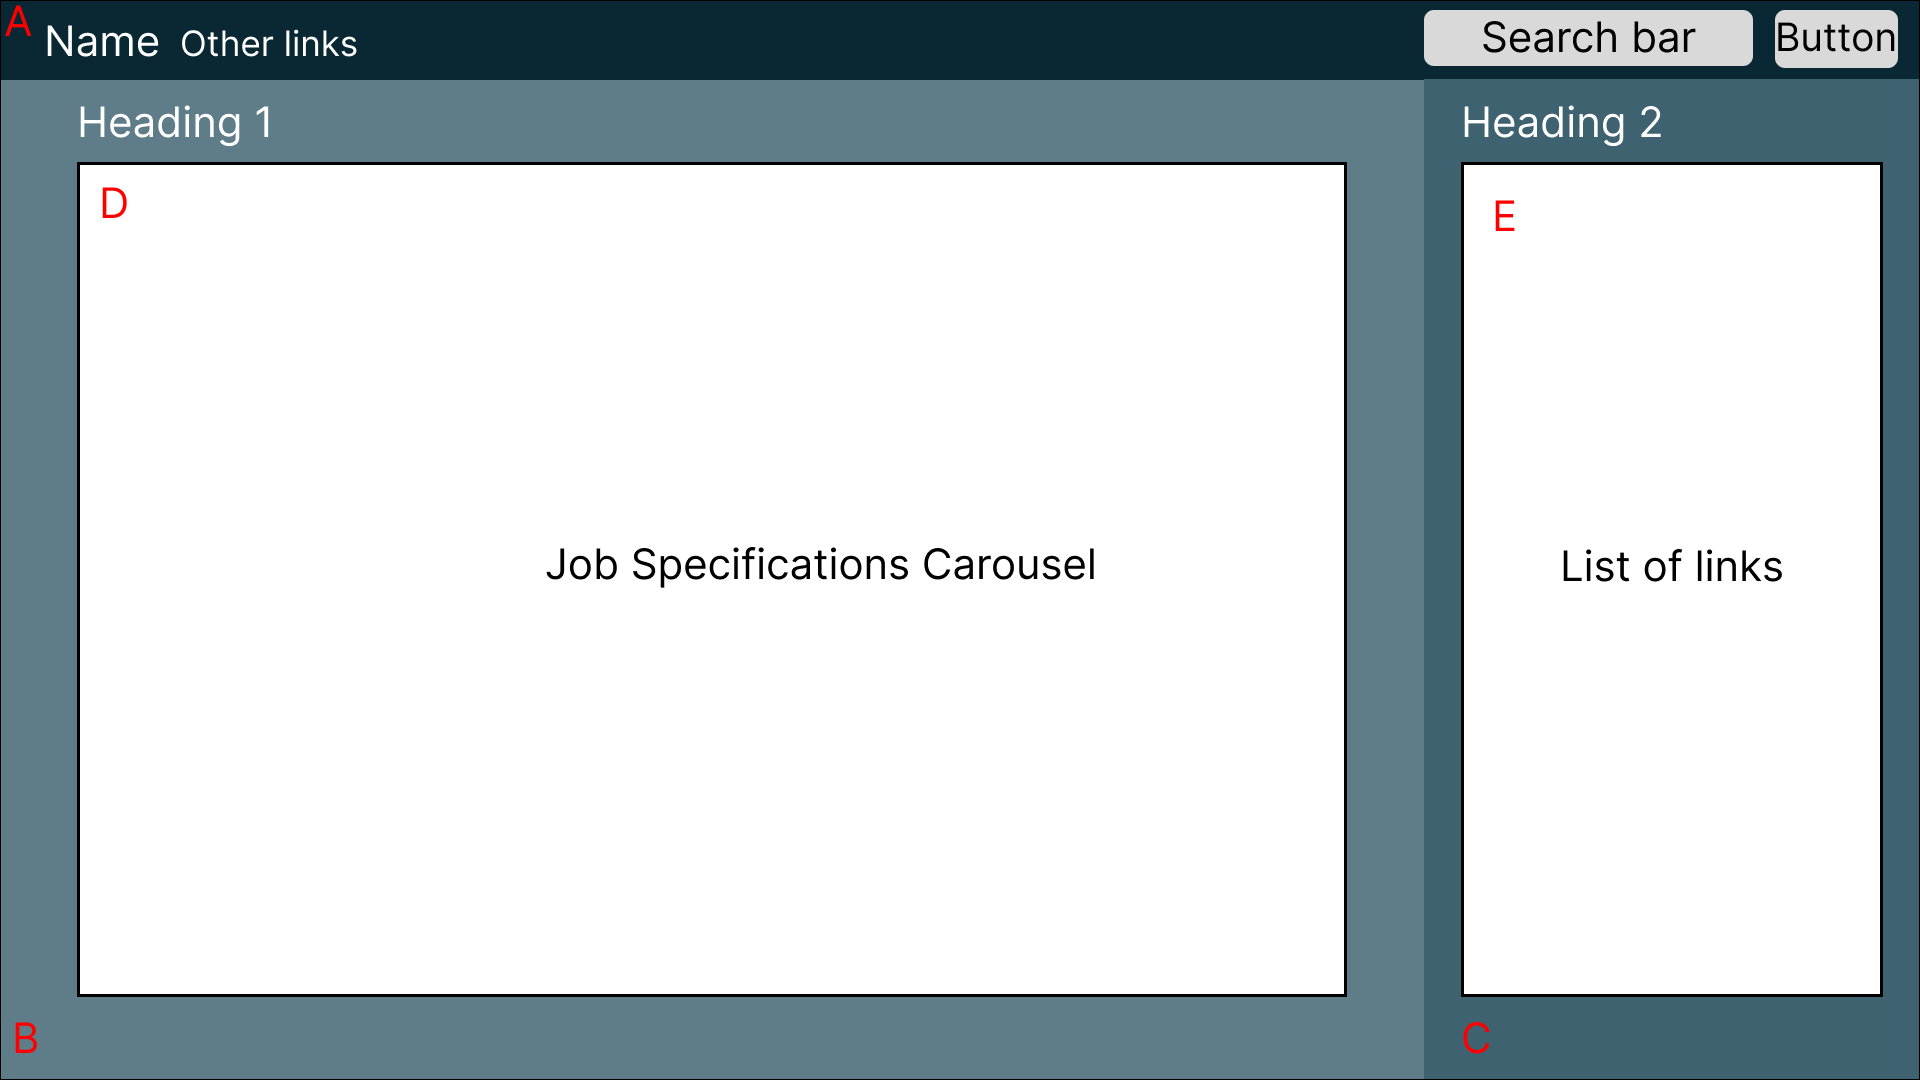 A
Name Other links Search bar Button
Heading 1
Heading 2
D
E
Job Specifications Carousel
List of links
B
C